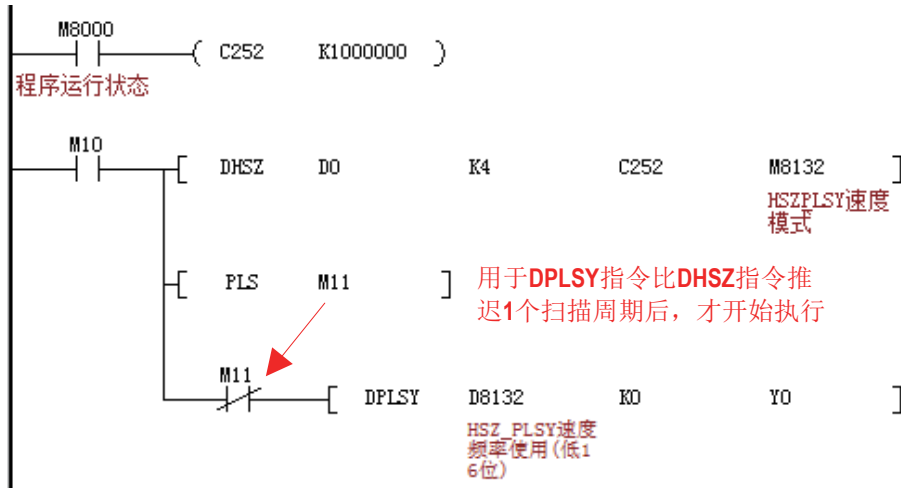 M8000
( C252 K1000000 )
程序运行状态
M10
[ DHSZ D0 K4 C252 M8132 ]
HSZPLSY速度
模式
[ PLS M11 ]
用于DPLSY指令比DHSZ指令推
迟1个扫描周期后，才开始执行
M11
[ DPLSY D8132 K0 Y0 ]
HSZ_PLSY速度
频率使用(低1
6位)